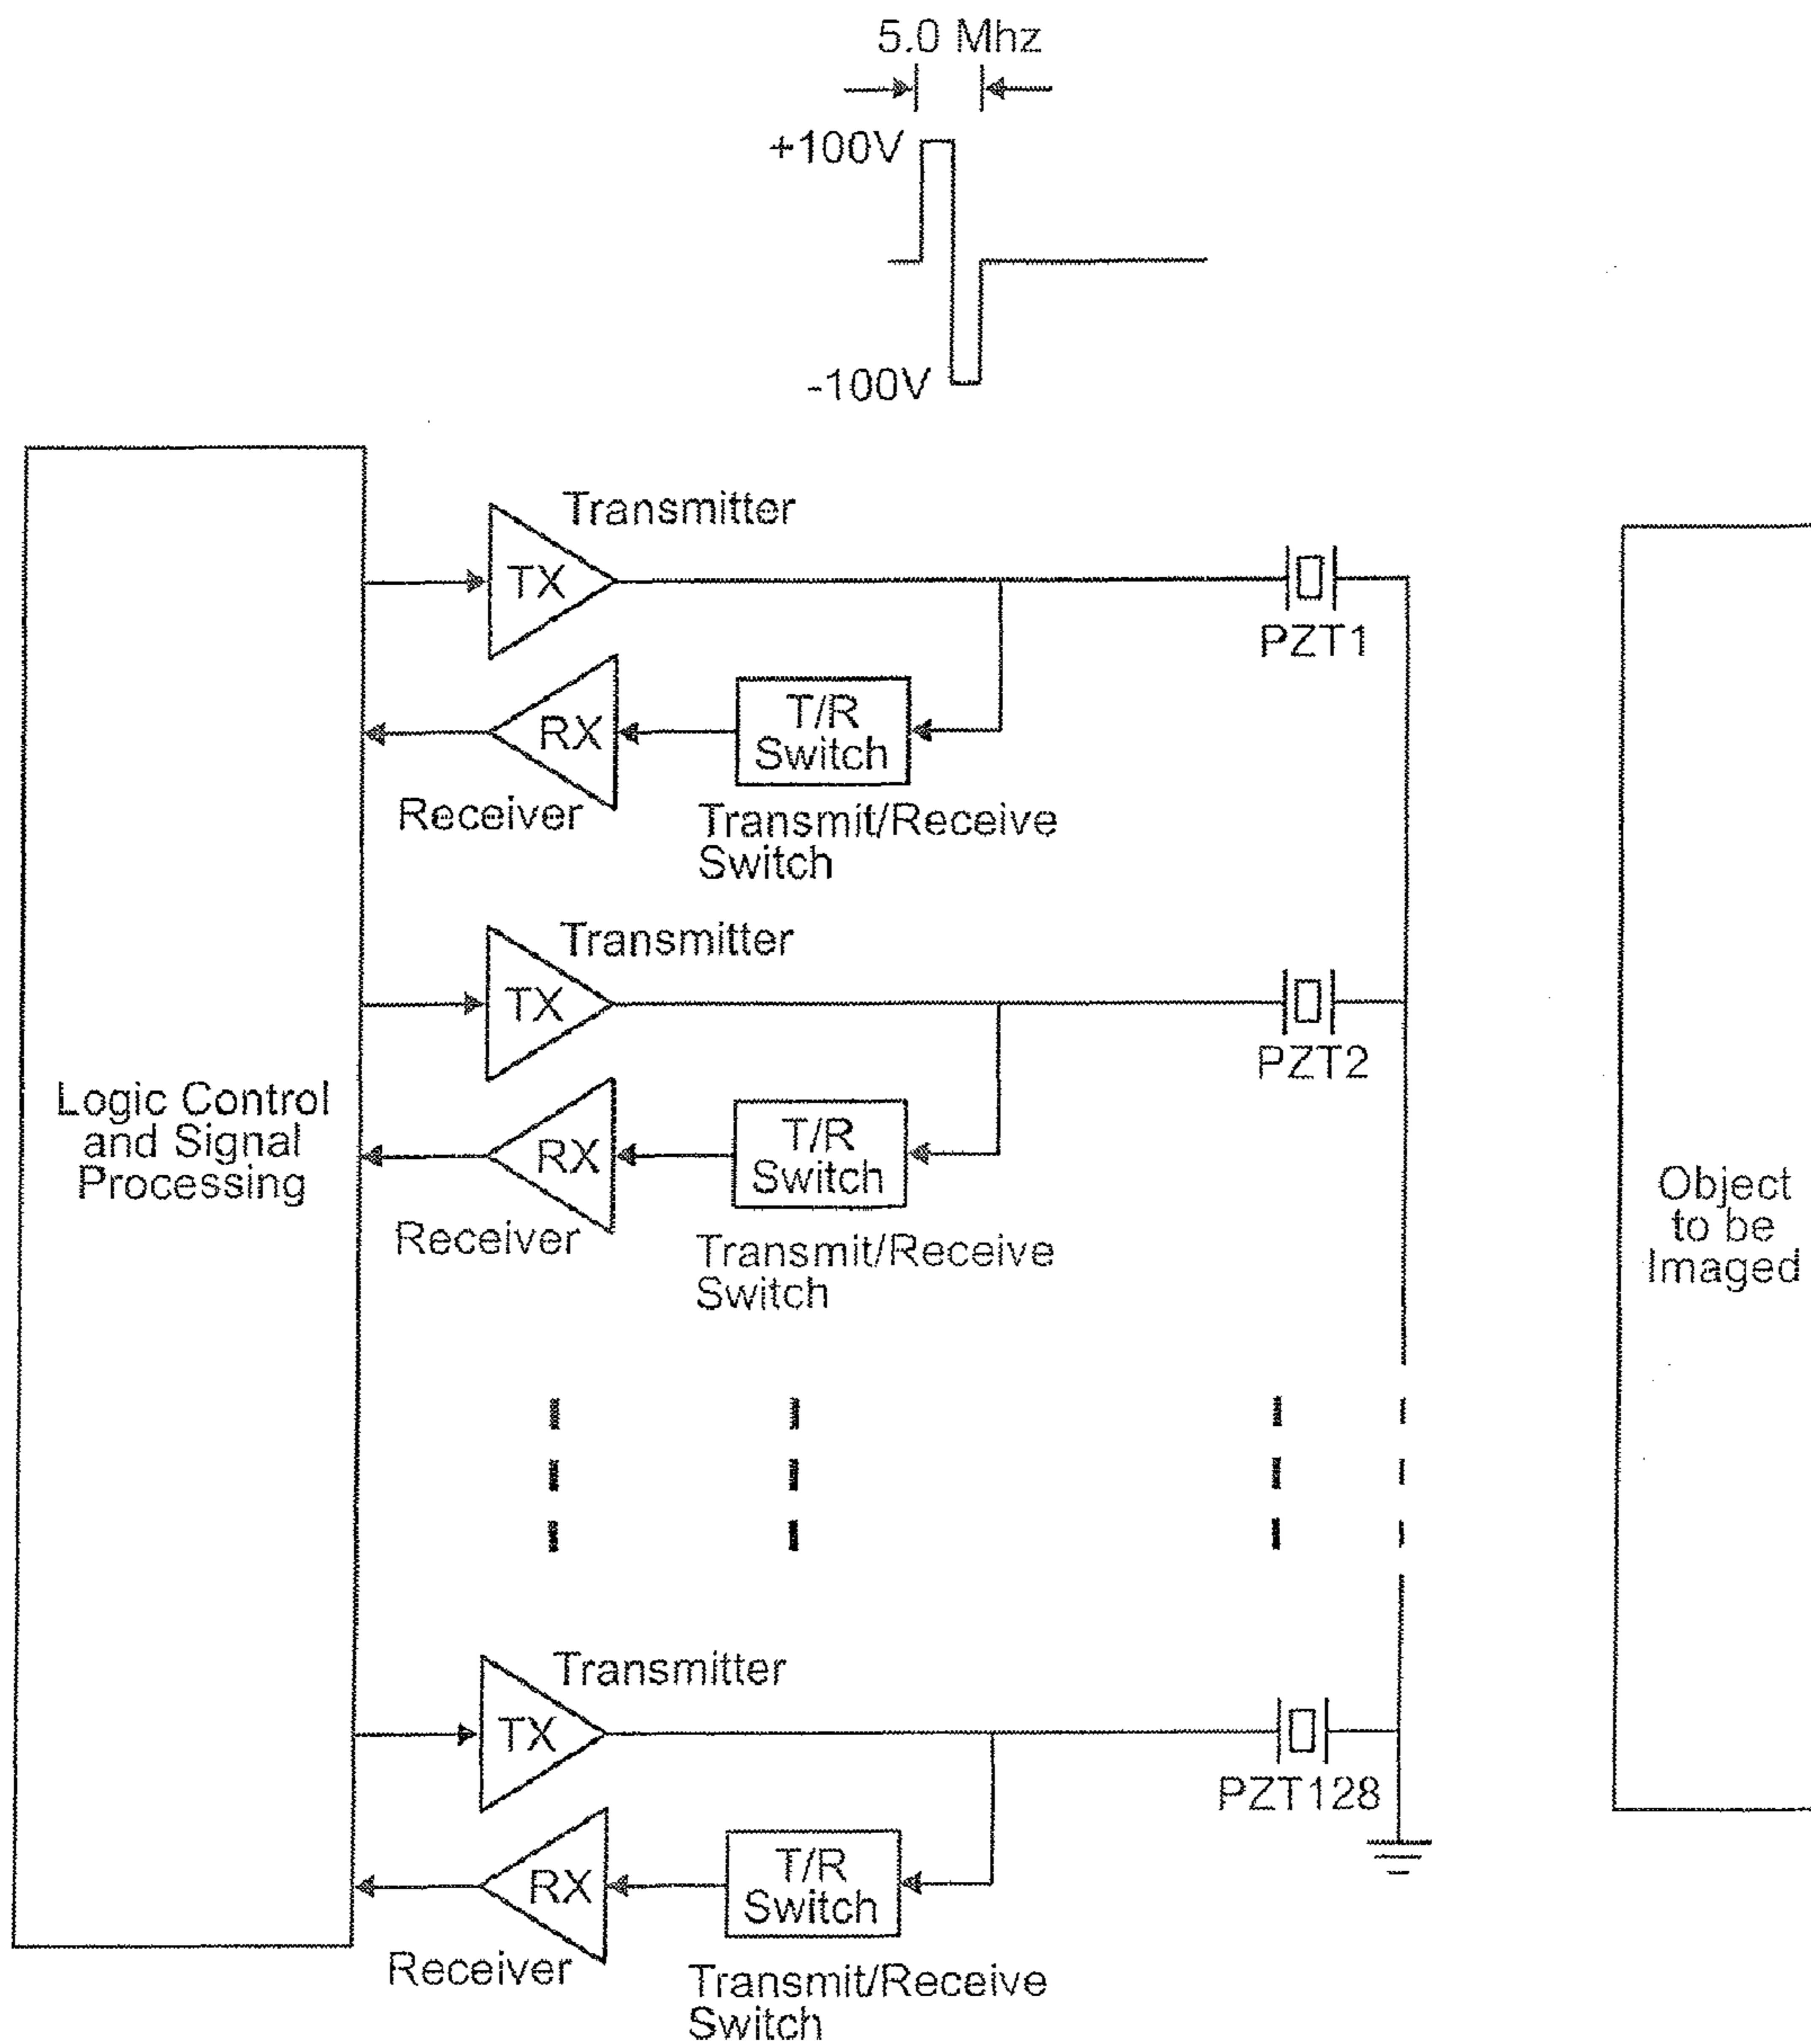 5.0 Mhz
+100V
-100V
Transmitter
TX
PZT1
RX
T/R
Switch
Receiver
Transmit/Receive
Switch
Transmitter
TX
PZT2
Logic Control
and Signal
Processing
RX
T/R
Switch
Receiver
Transmit/Receive
Switch
Object
to be
Imaged
Transmitter
TX
PZT128
RX
T/R
Switch
Receiver
Transmit/Receive
Switch